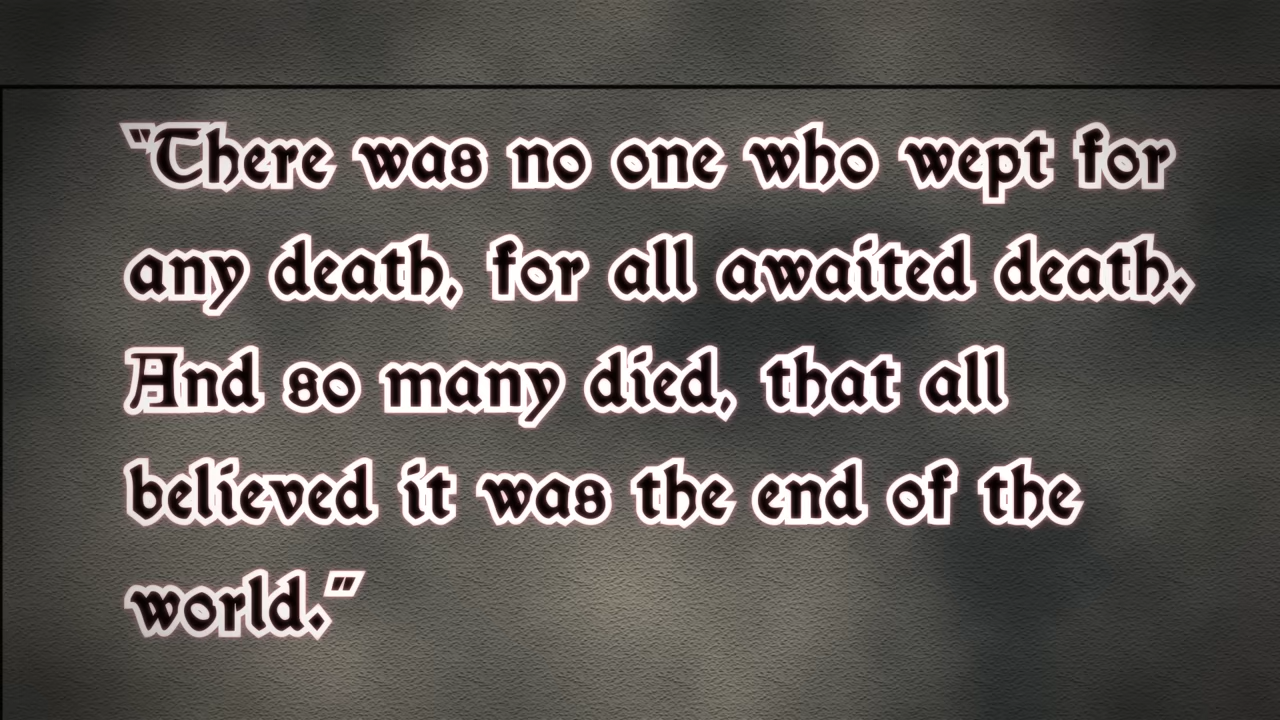 "There was no one who wept for
any death, for all awaited death.
And so many died, that all
believed it was the end of the
world."